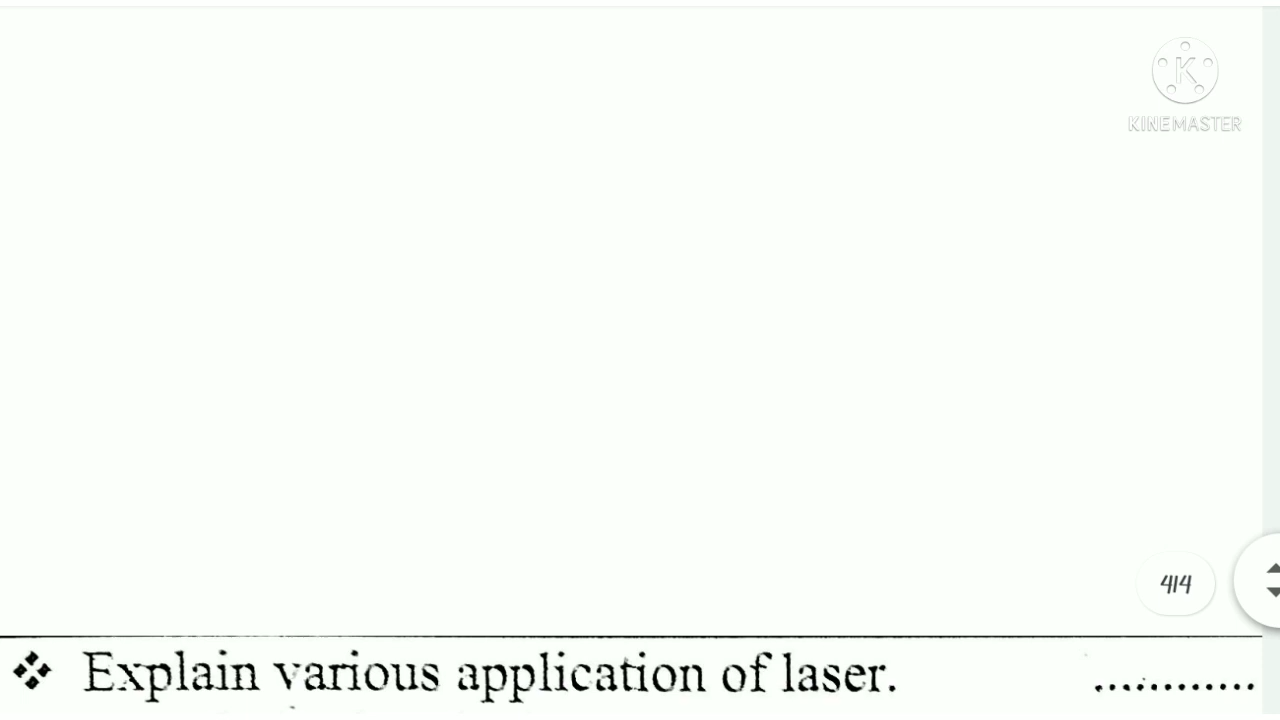 K
KINEMASTER
414
❖ Explain various application of laser. ............